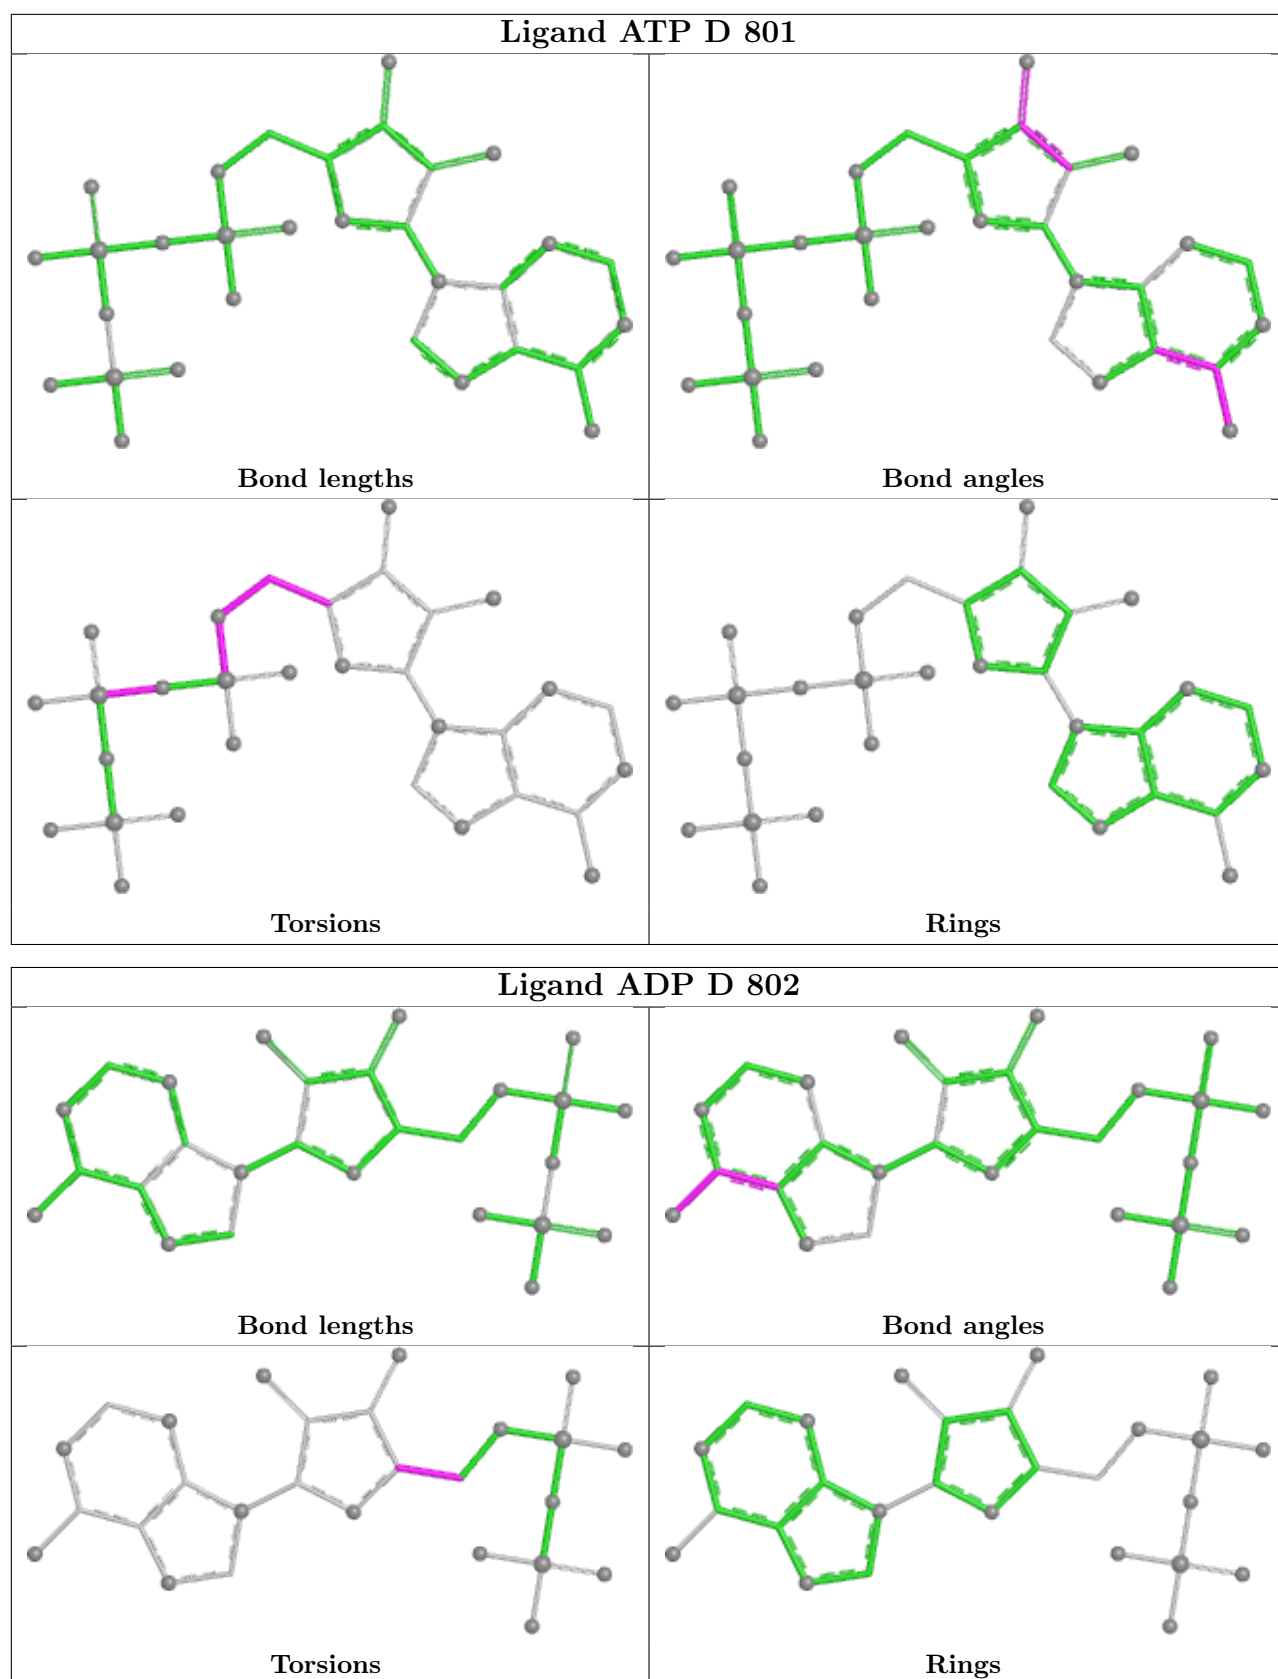 Ligand ATP D 801
Bond lengths
Bond angles
Torsions
Rings
Ligand ADP D 802
Bond lengths
Bond angles
Torsions
Rings